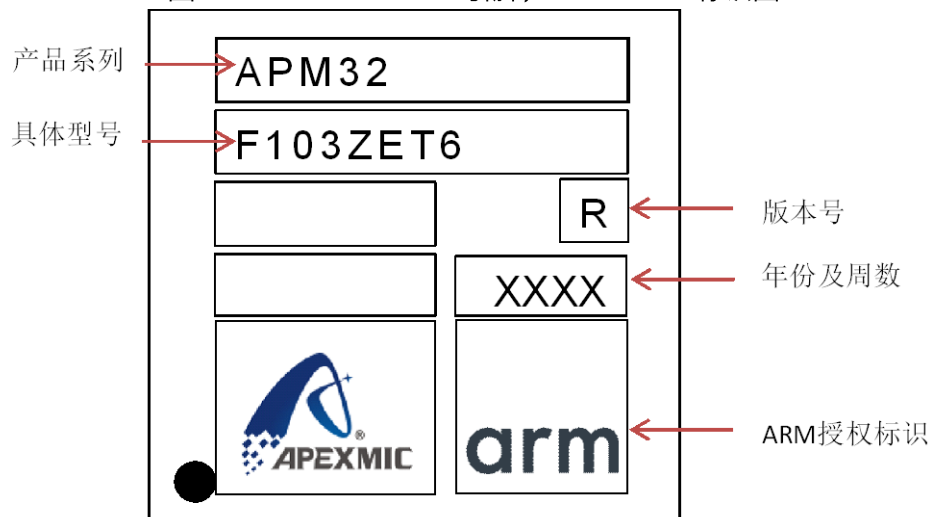 产品系列
APM32
具体型号
F103ZET6
R
版本号
XXXX
年份及周数
APEXMIC
®
arm
ARM授权标识